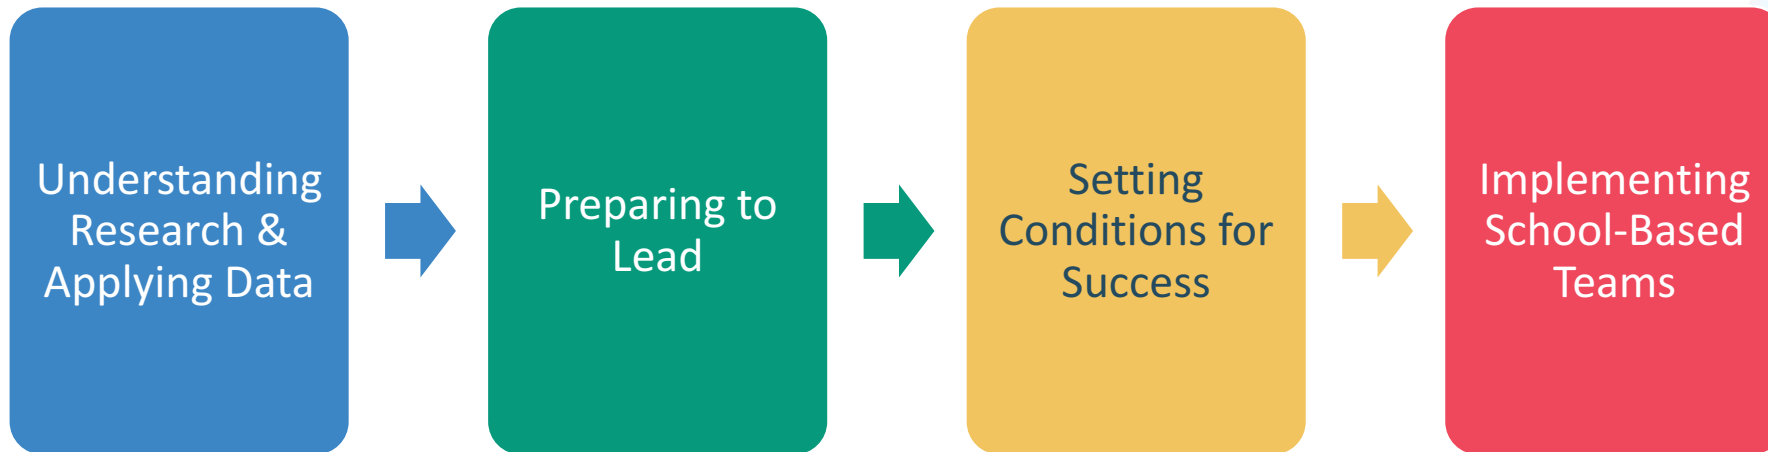 Understanding
Research &
Applying Data
Preparing to
Lead
Setting
Conditions for
Success
Implementing
School-Based
Teams